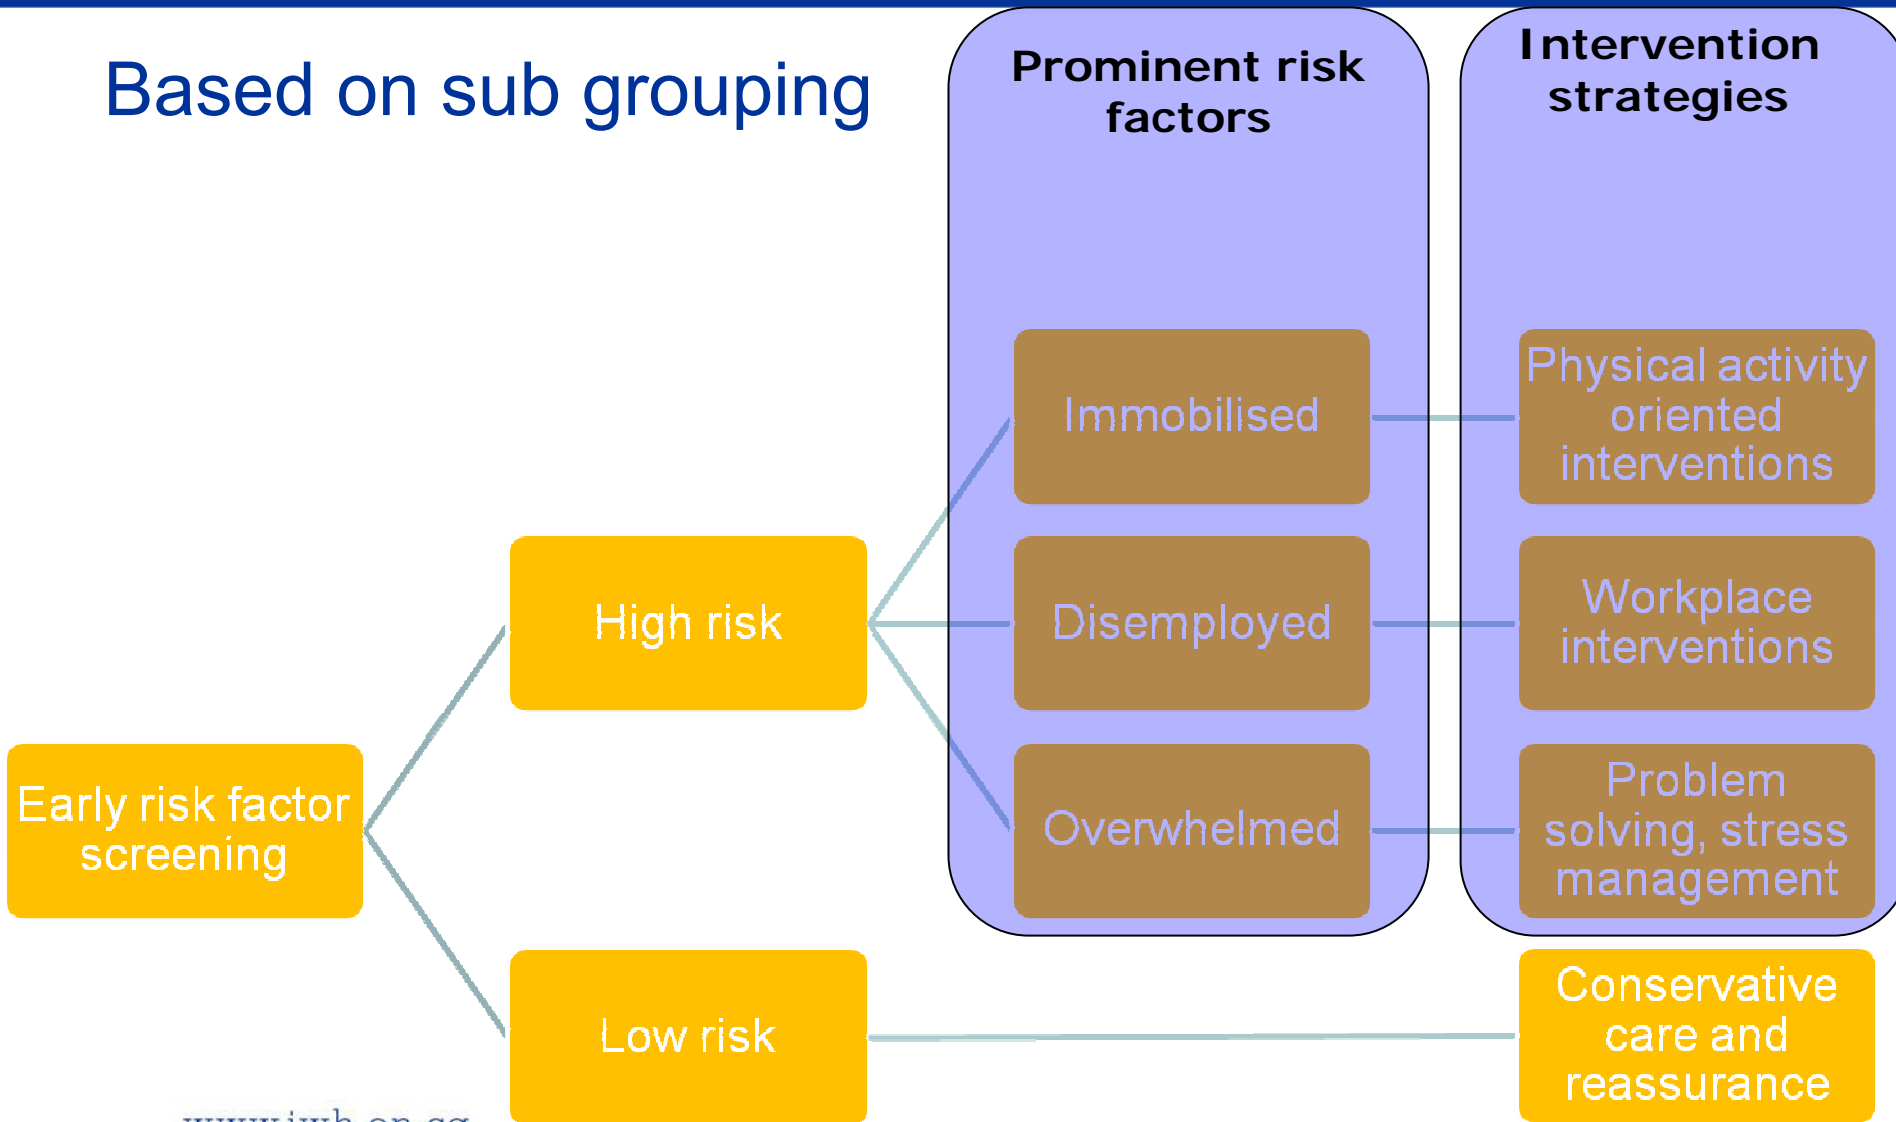 Based on sub grouping
Prominent risk
factors
Intervention
strategies
Immobilised
Physical activity
oriented
interventions
High risk
Disemployed
Workplace
interventions
Early risk factor
screening
Overwhelmed
Problem
solving, stress
management
Low risk
Conservative
care and
reassurance